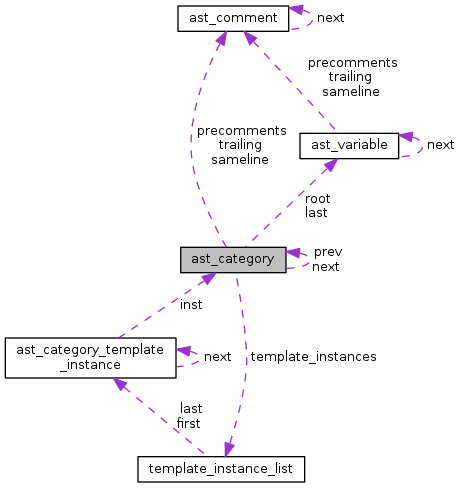 ast_comment
next
precomments
trailing
sameline
ast_variable
next
precomments
trailing
sameline
root
last
ast_category
prev
next
inst
ast_category_template
_instance
next
template_instances
last
first
template_instance_list